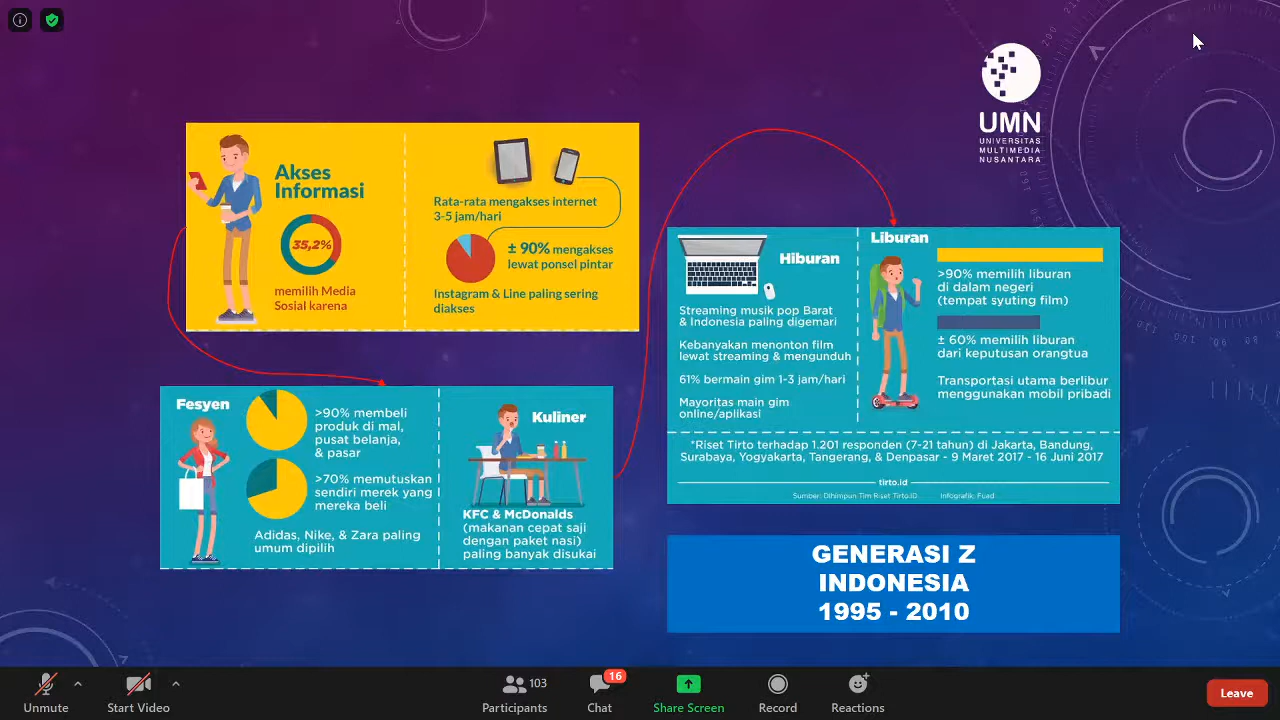 UMN
UNIVERSITAS
MULTIMEDIA
NUSANTARA
Akses
Informasi
35,2%
memilih Media
Sosial karena
Rata-rata mengakses internet
3-5 jam/hari
± 90% mengakses
lewat ponsel pintar
Instagram & Line paling sering
diakses
Fesyen
>90% membeli
produk di mal,
pusat belanja,
& pasar
>70% memutuskan
sendiri merek yang
mereka beli
Adidas, Nike, & Zara paling
umum dipilih
Kuliner
KFC & McDonalds
(makanan cepat saji
dengan paket nasi)
paling banyak disukai
Hiburan
Streaming musik pop Barat
& Indonesia paling digemari
Kebanyakan menonton film
lewat streaming & mengunduh
61% bermain gim 1-3 jam/hari
Mayoritas main gim
online/aplikasi
Liburan
>90% memilih liburan
di dalam negeri
(tempat syuting film)
± 60% memilih liburan
dari keputusan orangtua
Transportasi utama berlibur
menggunakan mobil pribadi
*Riset Tirto terhadap 1.201 responden (7-21 tahun) di Jakarta, Bandung,
Surabaya, Yogyakarta, Tangerang, & Denpasar - 9 Maret 2017 - 16 Juni 2017
tirto.id
Sumber: Dihimpun Tim Riset Tirto.ID Infografik: Fuad
GENERASI Z
INDONESIA
1995 - 2010
Unmute
Start Video
103
Participants
16
Chat
Share Screen
Record
Reactions
Leave